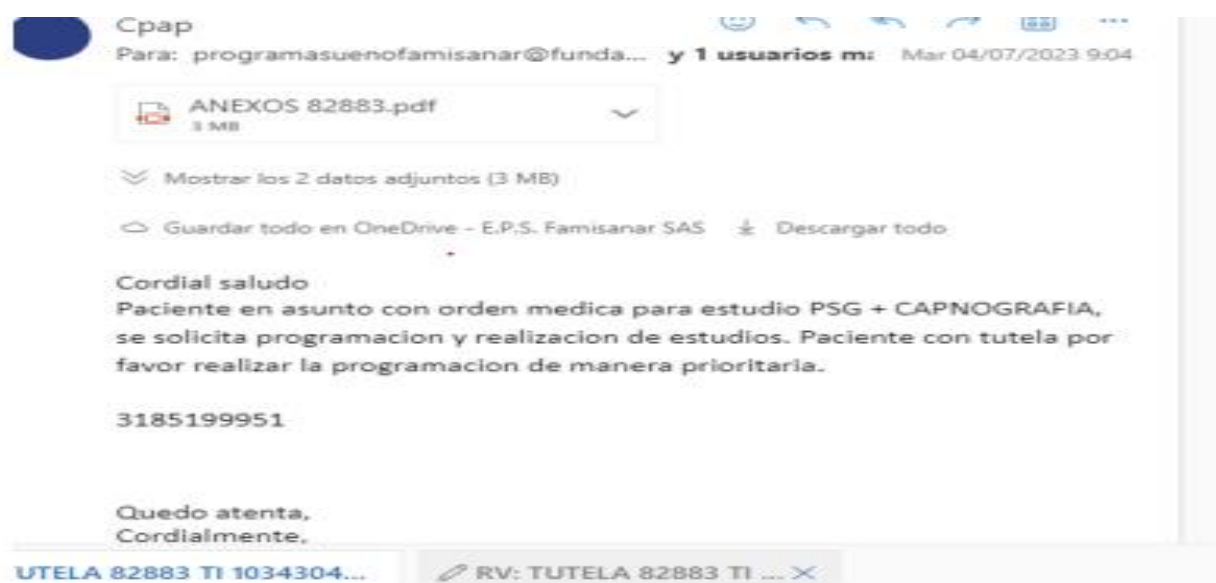 Cpap
Para: programasuenofamisanar@funda... y 1 usuarios m: Mar 04/07/2023 9:04
ANEXOS 82883.pdf
3 MB
Mostrar los 2 datos adjuntos (3 MB)
Guardar todo en OneDrive - E.P.S. Famisanar SAS Descargar todo
Cordial saludo
Paciente en asunto con orden medica para estudio PSG + CAPNOGRAFIA,
se solicita programacion y realizacion de estudios. Paciente con tutela por
favor realizar la programacion de manera prioritaria.
3185199951
Quedo atenta,
Cordialmente,
UTELA 82883 TI 1034304... RV: TUTELA 82883 TI ...